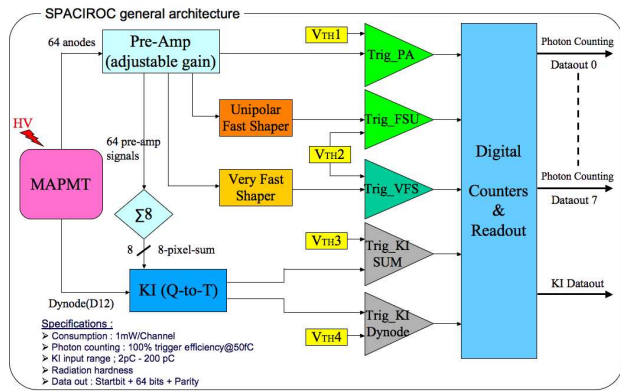 SPACIROC general architecture
64 anodes
Pre-Amp
(adjustable gain)
VTH1
Trig_PA
Photon Counting
Dataout 0
HV
MAPMT
64 pre-amp
signals
Unipolar
Fast Shaper
Trig_FSU
VTH2
Very Fast
Shaper
Trig_VFS
Digital
Counters
&
Readout
Photon Counting
Dataout 7
∑8
8
8-pixel-sum
VTH3
Trig_KI
SUM
KI (Q-to-T)
Dynode(D12)
Trig_KI
Dynode
VTH4
KI Dataout
Specifications :
➢ Consumption : 1mW/Channel
➢ Photon counting : 100% trigger efficiency@50fC
➢ KI input range ; 2pC - 200 pC
➢ Radiation hardness
➢ Data out : Startbit + 64 bits + Parity